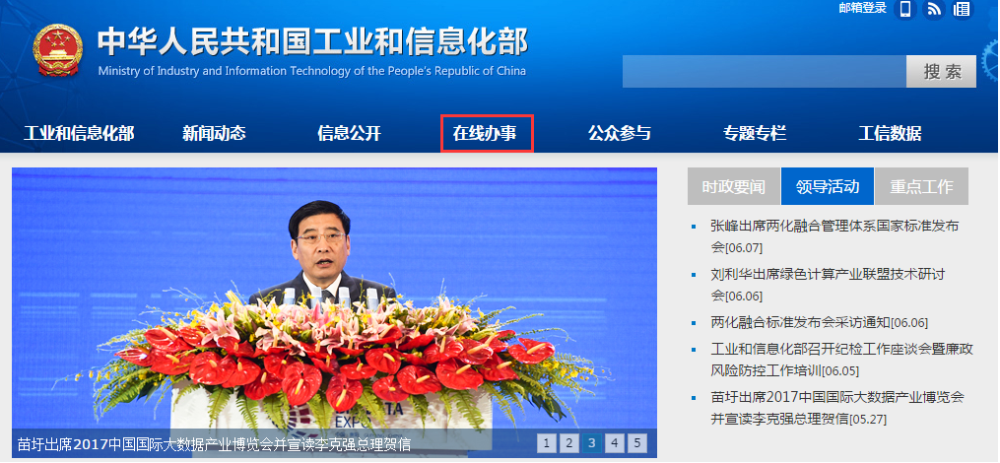 邮箱登录
中华人民共和国工业和信息化部
Ministry of Industry and Information Technology of the People's Republic of China
搜 索
工业和信息化部 新闻动态 信息公开 在线办事 公众参与 专题专栏 工信数据
时政要闻 领导活动 重点工作
张峰出席两化融合管理体系国家标准发布
会[06.07]
刘利华出席绿色计算产业联盟技术研讨
会[06.06]
两化融合标准发布会采访通知[06.06]
工业和信息化部召开纪检工作座谈会暨廉政
风险防控工作培训[06.05]
苗圩出席2017中国国际大数据产业博览会
并宣读李克强总理贺信[05.27]
EXPO
苗圩出席2017中国国际大数据产业博览会并宣读李克强总理贺信
1 2 3 4 5